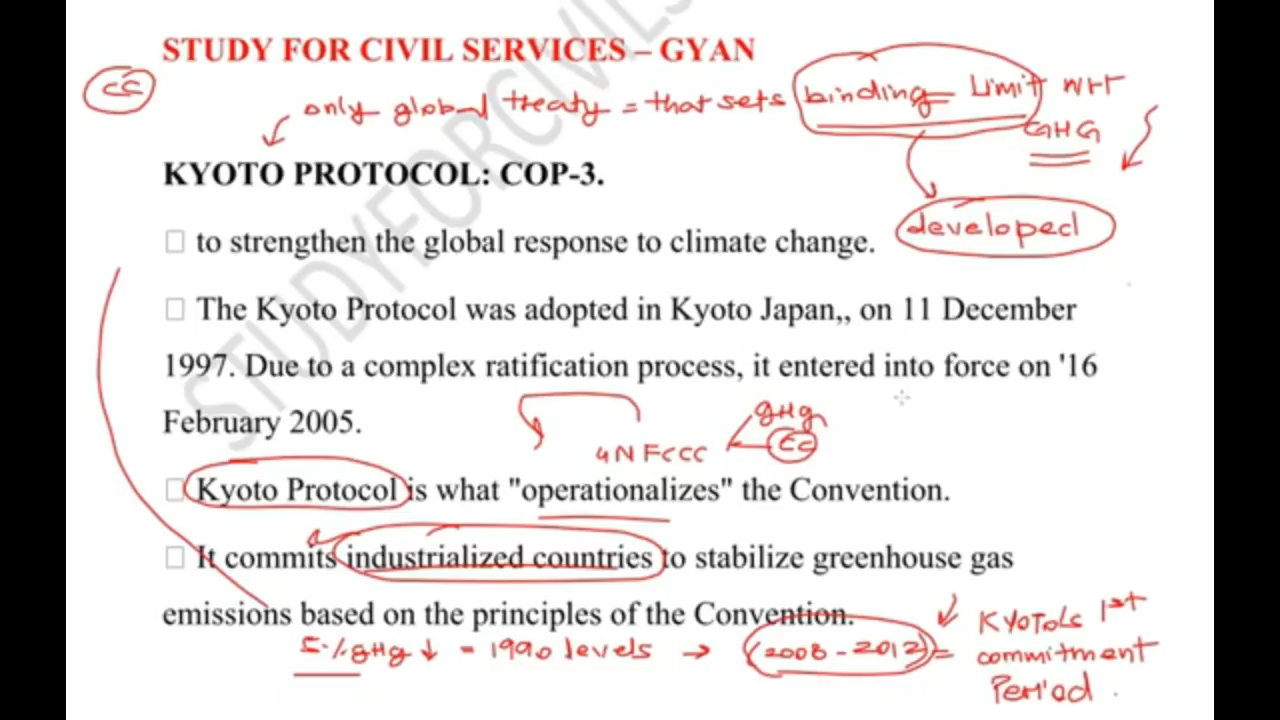 STUDY FOR CIVIL SERVICES – GYAN
CC
only global treaty = that sets binding Limit WrT
GHG
KYOTO PROTOCOL: COP-3.
developed
to strengthen the global response to climate change.
The Kyoto Protocol was adopted in Kyoto Japan,, on 11 December
1997. Due to a complex ratification process, it entered into force on '16
February 2005.
gHg
UNFCCC
CC
Kyoto Protocol is what "operationalizes" the Convention.
It commits industrialized countries to stabilize greenhouse gas
emissions based on the principles of the Convention.
5% gHg ↓ = 1990 levels → (2008-2012) = KYOTOLS 1st
commitment
Period
STUDYFORCIVILS